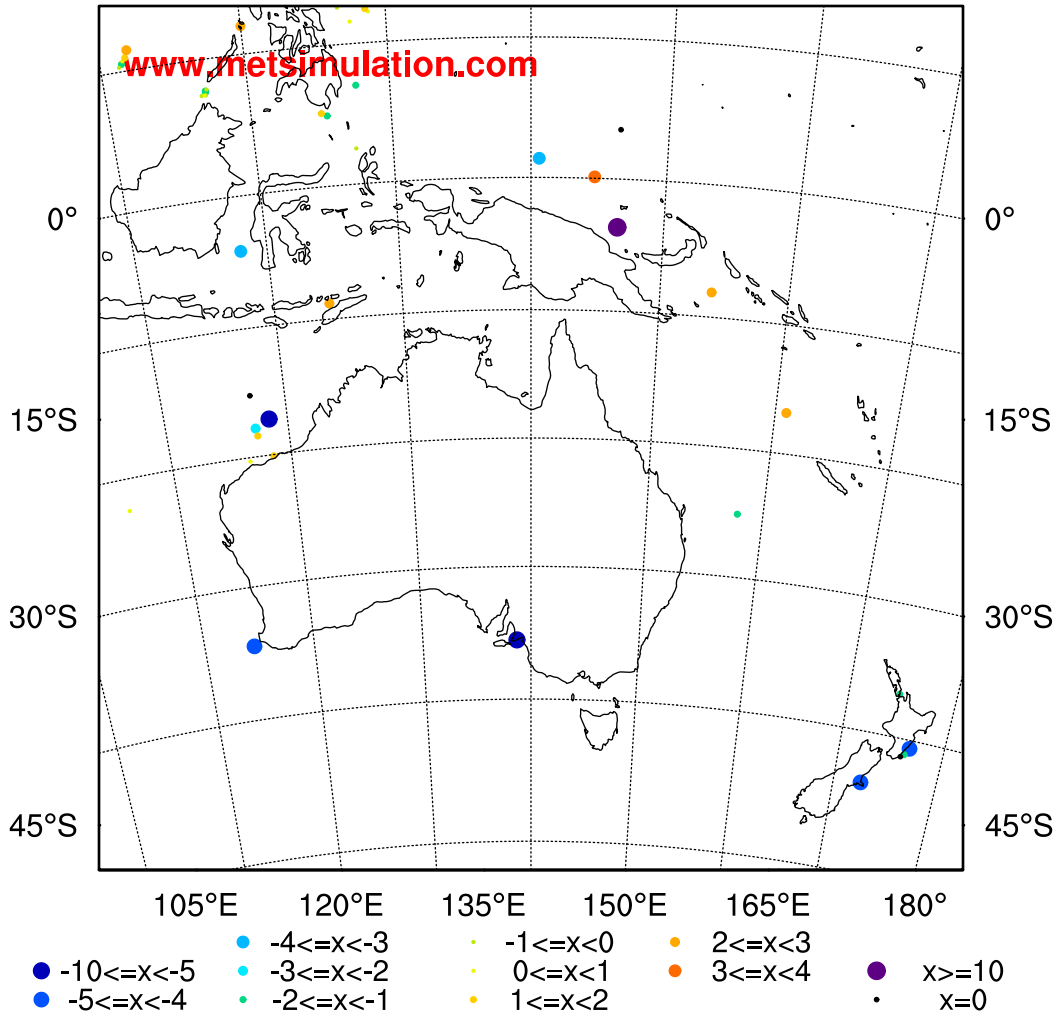 www.metsimulation.com
0° 0°
15°S 15°S
30°S 30°S
45°S 45°S
105°E 120°E 135°E 150°E 165°E 180°
-4<=x<-3 -1<=x<0 2<=x<3
-10<=x<-5 -3<=x<-2 0<=x<1 3<=x<4 x>=10
-5<=x<-4 -2<=x<-1 1<=x<2 x=0